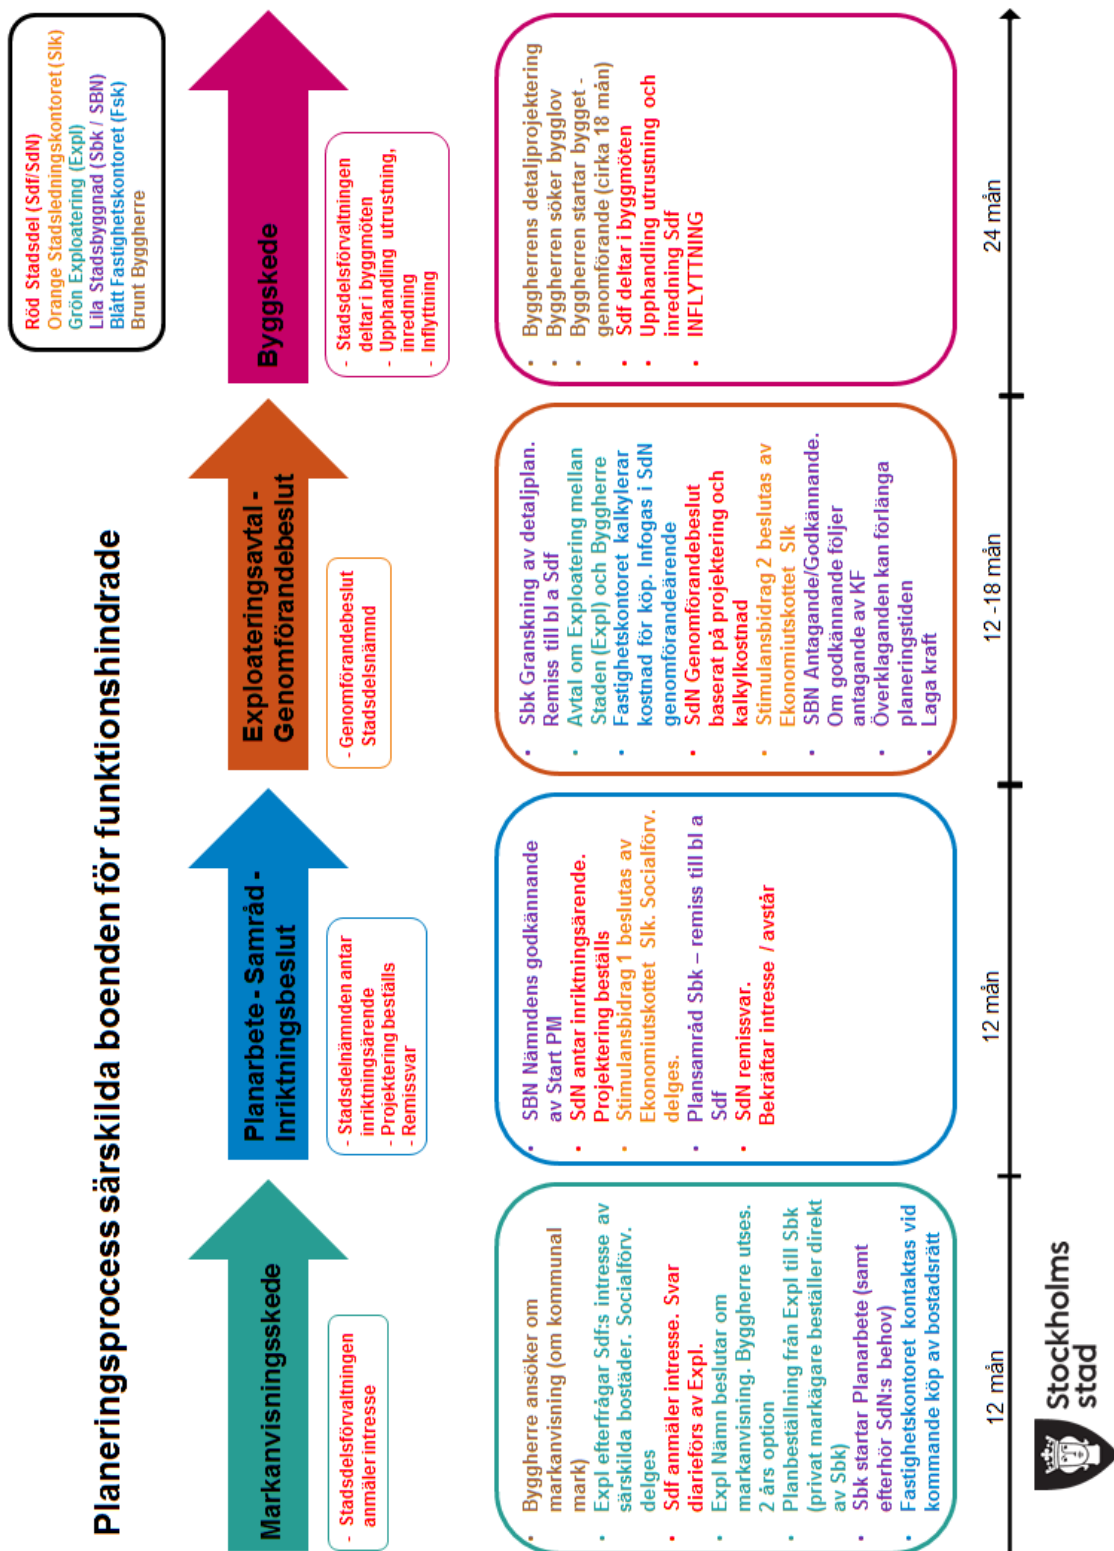 Planeringsprocess särskilda boenden för funktionshindrade
Röd Stadsdel (Sdf/SdN)
Orange Stadsledningskontoret (Slk)
Grön Exploatering (Expl)
Lila Stadsbyggnad (Sbk / SBN)
Blått Fastighetskontoret (Fsk)
Brunt Byggherre
Markanvisningsskede
Planarbete - Samråd -
Inriktningsbeslut
Exploateringsavtal -
Genomförandebeslut
Byggskede
- Stadsdelsförvaltningen
anmäler intresse
- Stadsdelnämnden antar
inriktningsärende
- Projektering beställs
- Remissvar
- Genomförandebeslut
Stadsdelsnämnd
- Stadsdelsförvaltningen
deltar i byggmöten
- Upphandling utrustning,
inredning
- Inflyttning
• Byggherre ansöker om
markanvisning (om kommunal
mark)
• Expl efterfrågar Sdf:s intresse av
särskilda bostäder. Socialförv.
delges
• Sdf anmäler intresse. Svar
diarieförs av Expl.
• Expl Nämn beslutar om
markanvisning. Byggherre utses.
2 års option
• Planbeställning från Expl till Sbk
(privat markägare beställer direkt
av Sbk)
• Sbk startar Planarbete (samt
efterhör SdN:s behov)
• Fastighetskontoret kontaktas vid
kommande köp av bostadsrätt
• SBN Nämndens godkännande
av Start PM
• SdN antar inriktningsärende.
Projektering beställs
• Stimulansbidrag 1 beslutas av
Ekonomiutskottet Slk. Socialförv.
delges.
• Plansamråd Sbk – remiss till bl a
Sdf
• SdN remissvar.
Bekräftar intresse / avstår
• Sbk Granskning av detaljplan.
Remiss till bl a Sdf
• Avtal om Exploatering mellan
Staden (Expl) och Byggherre
• Fastighetskontoret kalkylerar
kostnad för köp. Infogas i SdN
genomförandeärende
• SdN Genomförandebeslut
baserat på projektering och
kalkylkostnad
• Stimulansbidrag 2 beslutas av
Ekonomiutskottet Slk
• SBN Antagande/Godkännande.
Om godkännande följer
antagande av KF
• Överklaganden kan förlänga
planeringstiden
• Laga kraft
• Byggherrens detaljprojektering
• Byggherren söker bygglov
• Byggherren startar bygget -
genomförande (cirka 18 mån)
• Sdf deltar i byggmöten
• Upphandling utrustning och
inredning Sdf
• INFLYTTNING
12 mån
12 mån
12 -18 mån
24 mån
Stockholms
stad